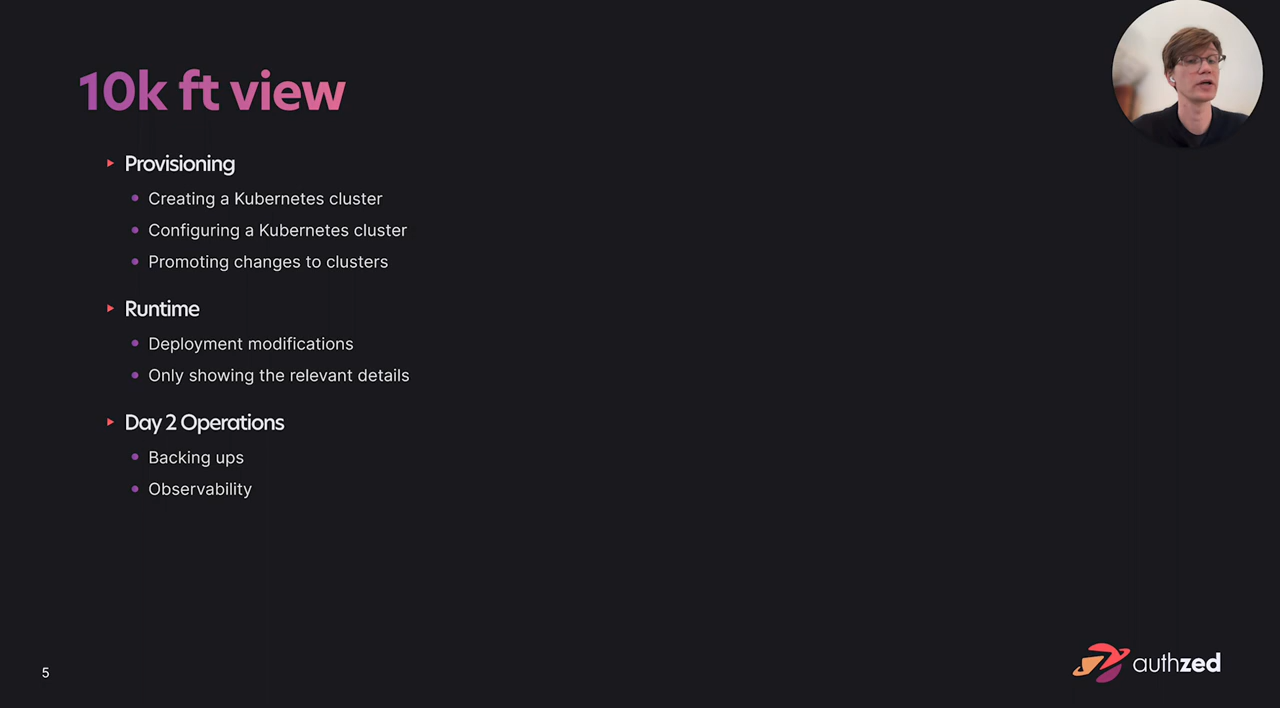 10k ft view
Provisioning
Creating a Kubernetes cluster
Configuring a Kubernetes cluster
Promoting changes to clusters
Runtime
Deployment modifications
Only showing the relevant details
Day 2 Operations
Backing ups
Observability
5
authzed